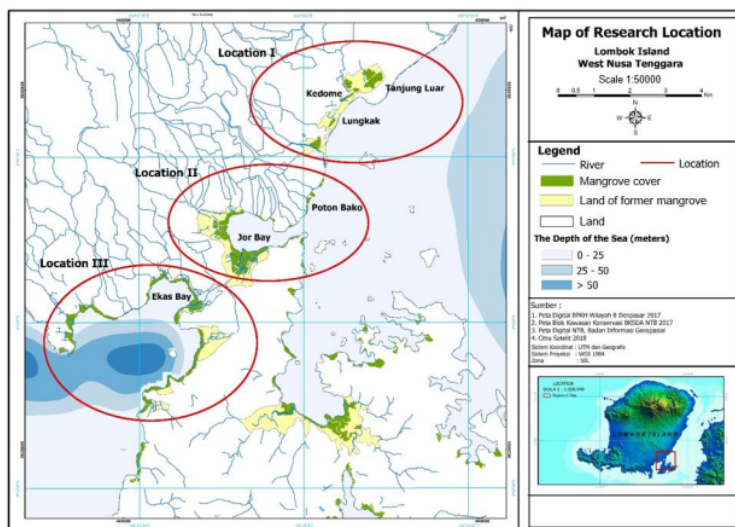 Location I
Kedome
Tanjung Luar
Lungkak
Location II
Poton Bako
Jor Bay
Location III
Ekas Bay
Map of Research Location
Lombok Island
West Nusa Tenggara
Scale 1:50000
0 0.5 1 2 3 4
Km
N
W E
S
Legend
River
Location
Mangrove cover
Land of former mangrove
Land
The Depth of the Sea (meters)
0 - 25
25 - 50
> 50
Sumber :
1. Peta Digital BPKH Wilayah 8 Denpasar 2017
2. Peta Blok Kawasan Konservasi BKSDA NTB 2017
3. Peta Digital NTB, Badan Informasi Geospasial
4. Citra Satelit 2018
Sistem Koordinat : UTM dan Geografis
Sistem Proyeksi : WGS 1984
Zona : 50L
LOCATION
LOMBOK ISLAND